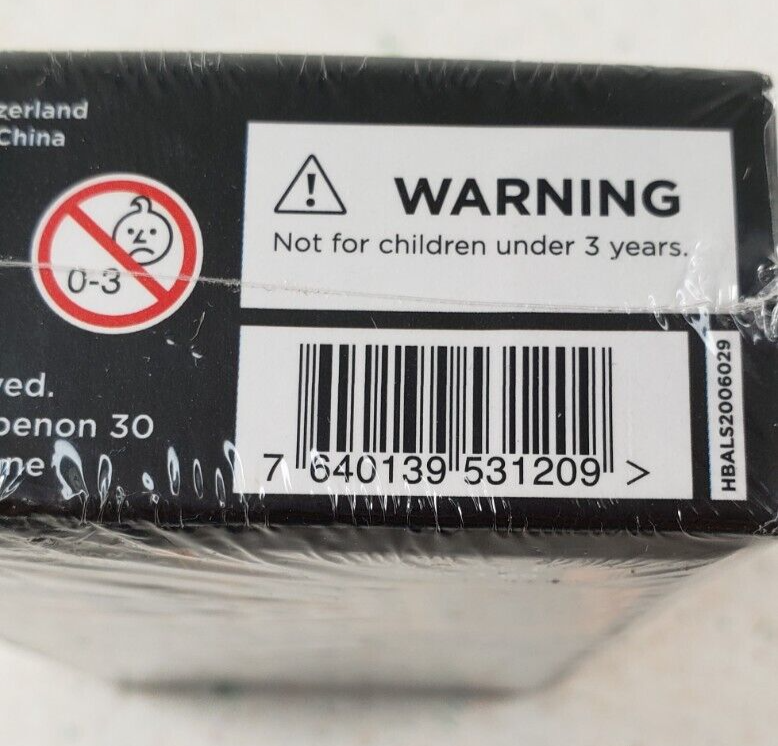 zerland
China
0-3
WARNING
Not for children under 3 years.
ved.
penon 30
me
7 640139 531209 >
HBALS2006029